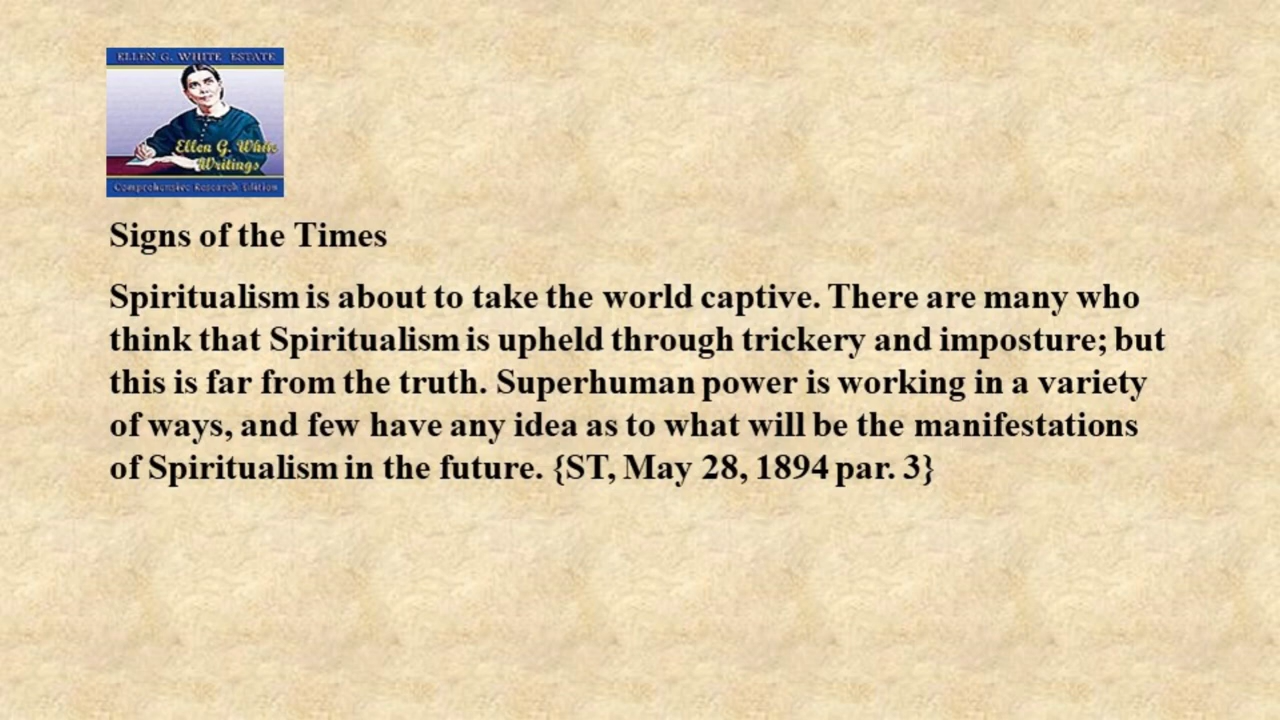 ELLEN G. WHITE ESTATE
Ellen G. White
Writings
Comprehensive Research Edition
Signs of the Times
Spiritualism is about to take the world captive. There are many who
think that Spiritualism is upheld through trickery and imposture; but
this is far from the truth. Superhuman power is working in a variety
of ways, and few have any idea as to what will be the manifestations
of Spiritualism in the future. {ST, May 28, 1894 par. 3}